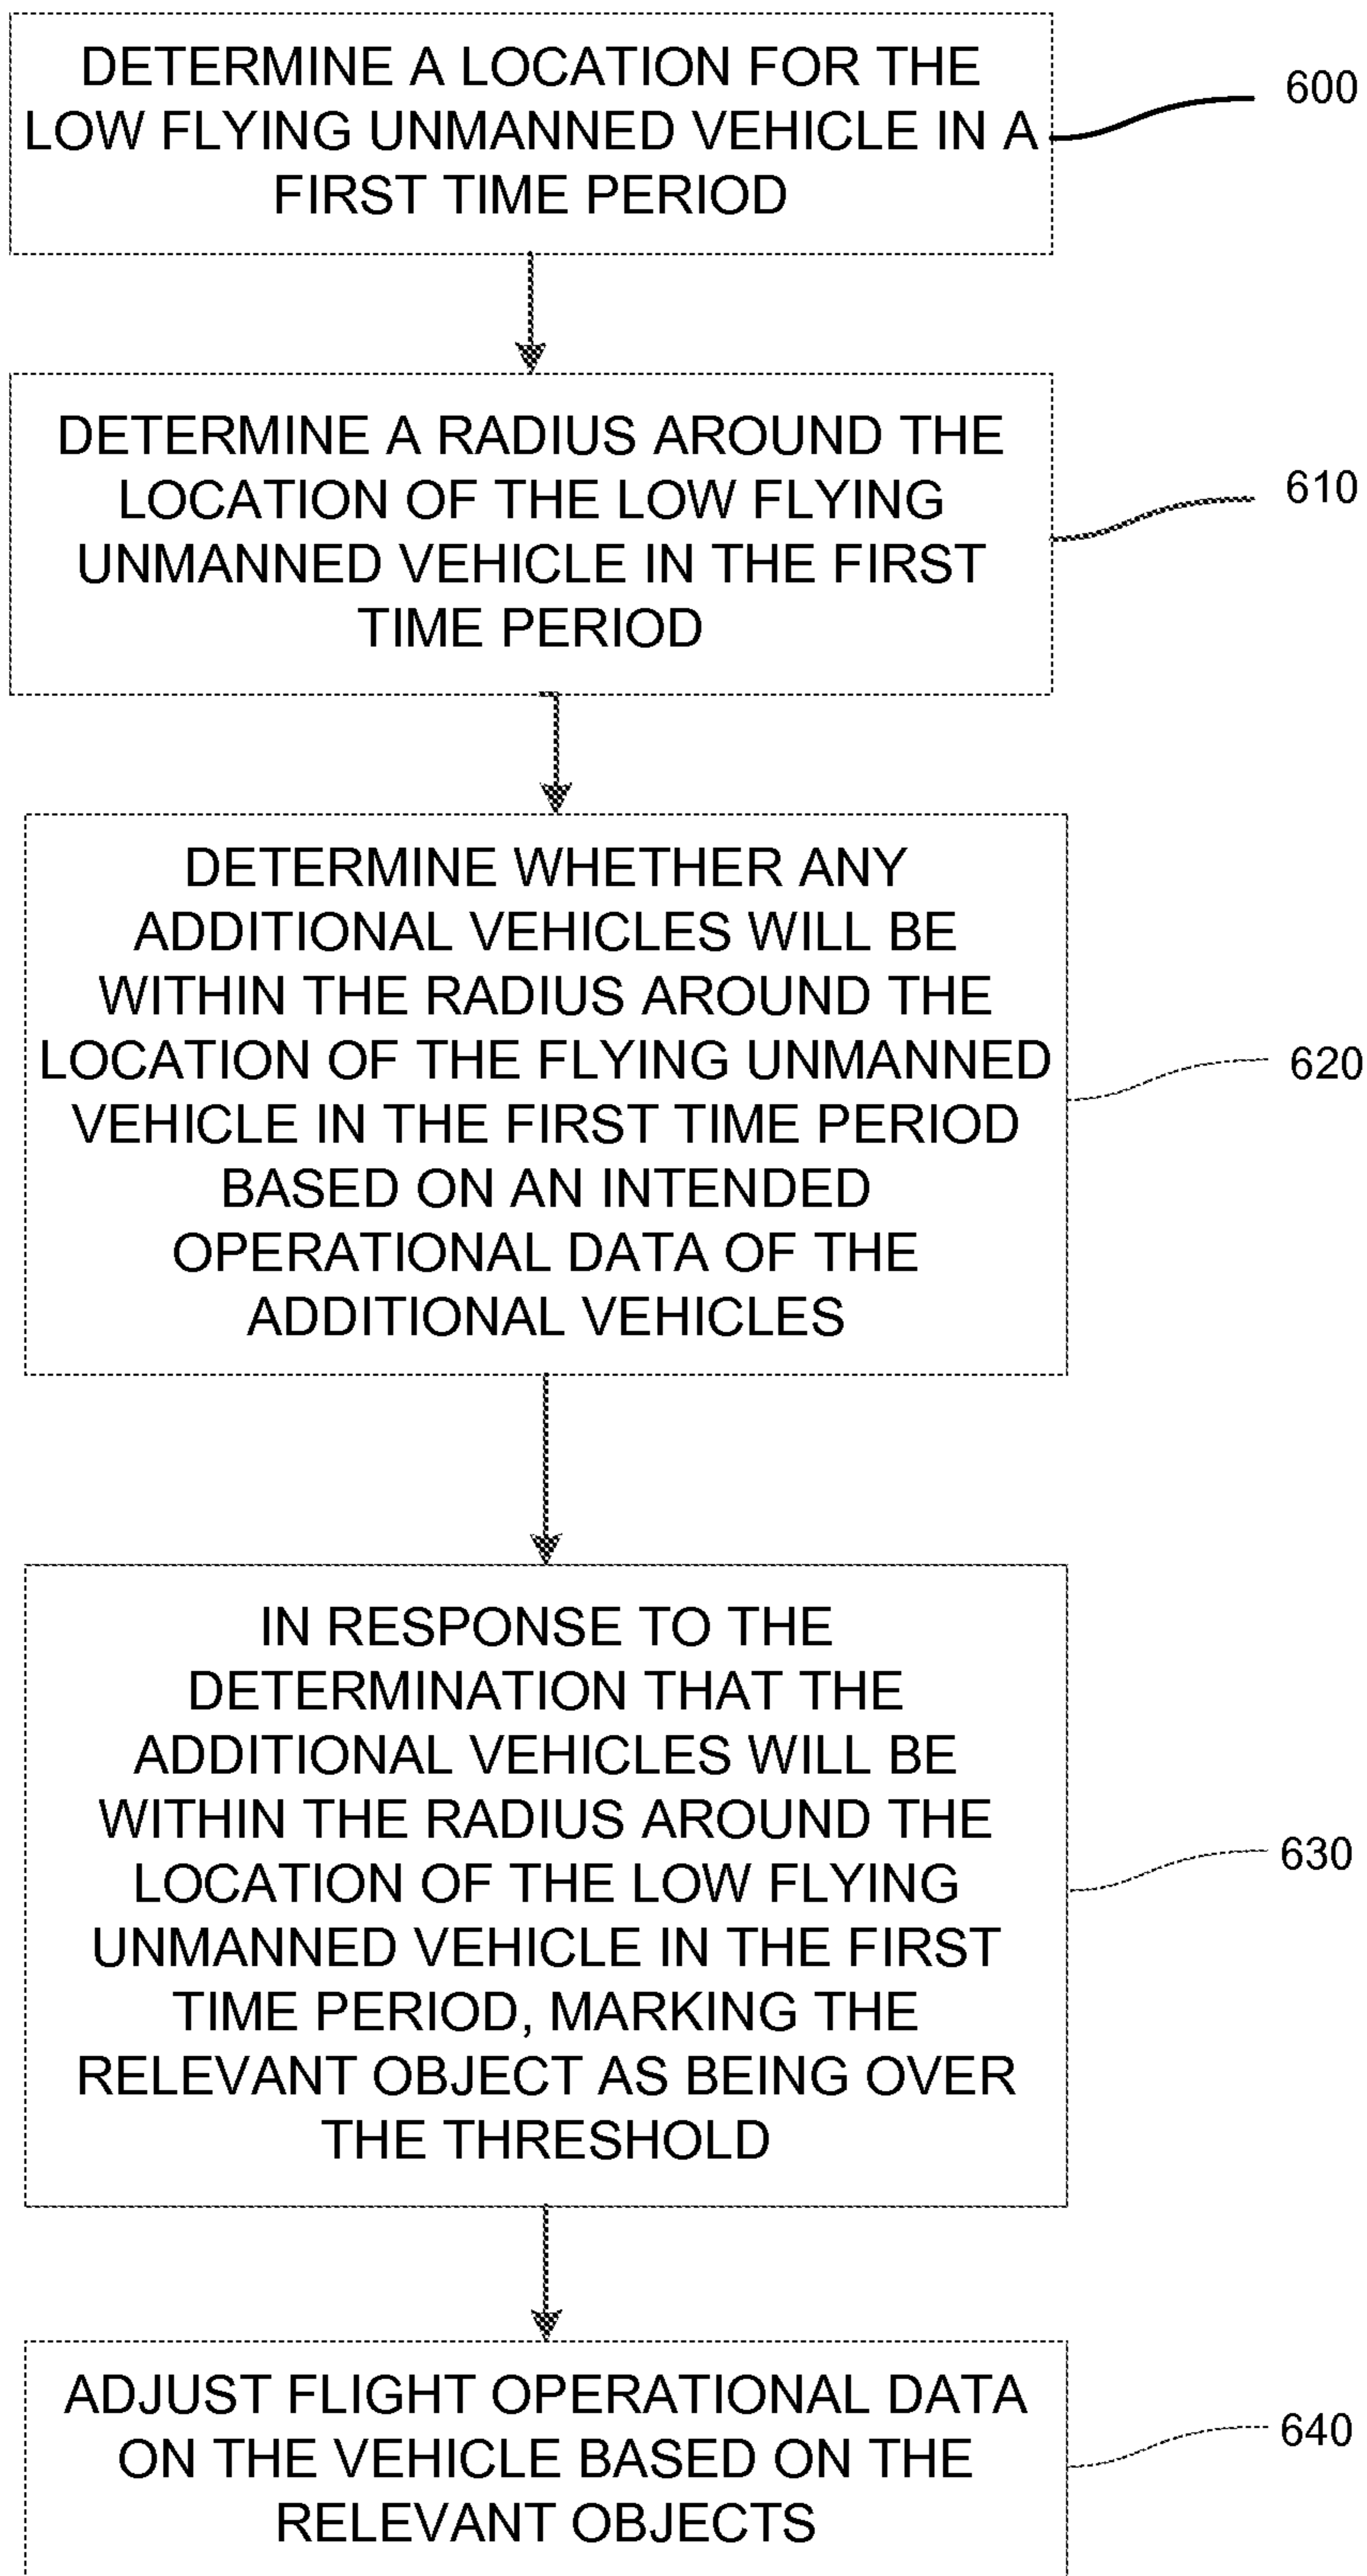 DETERMINE A LOCATION FOR THE
LOW FLYING UNMANNED VEHICLE IN A
FIRST TIME PERIOD
600
DETERMINE A RADIUS AROUND THE
LOCATION OF THE LOW FLYING
UNMANNED VEHICLE IN THE FIRST
TIME PERIOD
610
DETERMINE WHETHER ANY
ADDITIONAL VEHICLES WILL BE
WITHIN THE RADIUS AROUND THE
LOCATION OF THE FLYING UNMANNED
VEHICLE IN THE FIRST TIME PERIOD
BASED ON AN INTENDED
OPERATIONAL DATA OF THE
ADDITIONAL VEHICLES
620
IN RESPONSE TO THE
DETERMINATION THAT THE
ADDITIONAL VEHICLES WILL BE
WITHIN THE RADIUS AROUND THE
LOCATION OF THE LOW FLYING
UNMANNED VEHICLE IN THE FIRST
TIME PERIOD, MARKING THE
RELEVANT OBJECT AS BEING OVER
THE THRESHOLD
630
ADJUST FLIGHT OPERATIONAL DATA
ON THE VEHICLE BASED ON THE
RELEVANT OBJECTS
640